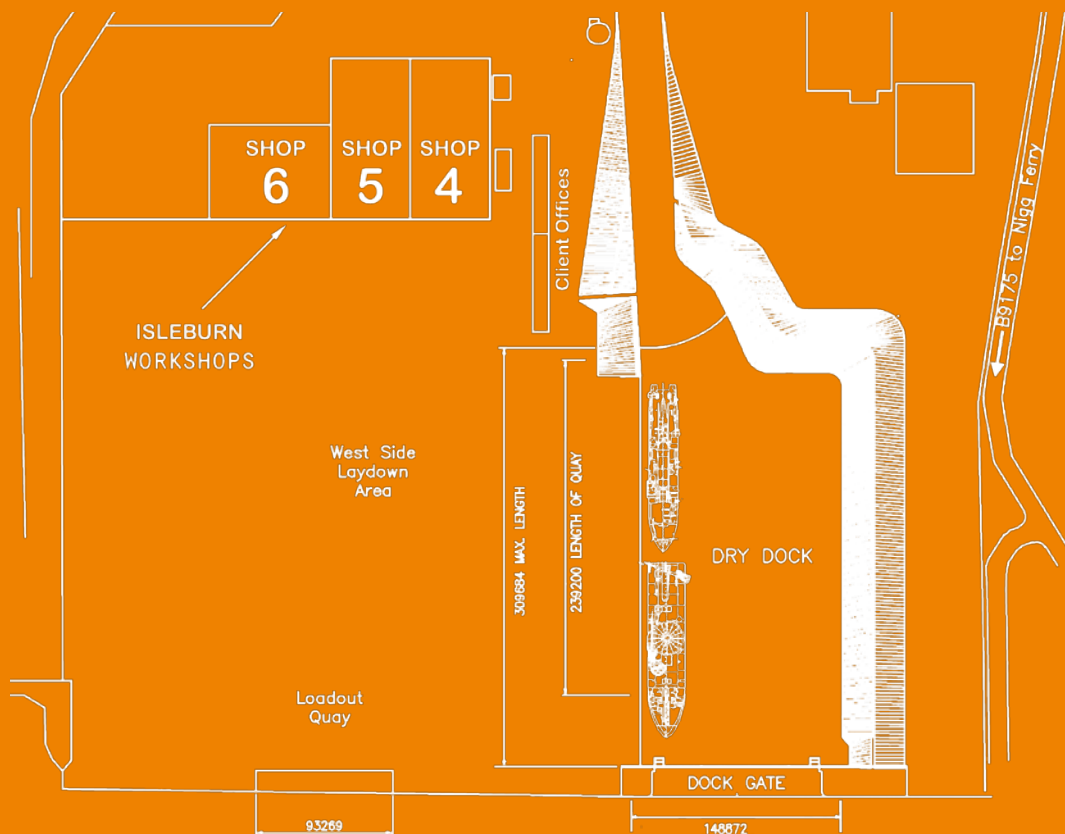 SHOP
6
SHOP
5
SHOP
4
Client Offices
B9175 to Nigg Ferry
ISLEBURN
WORKSHOPS
West Side
Laydown
Area
309684 MAX. LENGTH
239200 LENGTH OF QUAY
DRY DOCK
Loadout
Quay
DOCK GATE
93269
148872